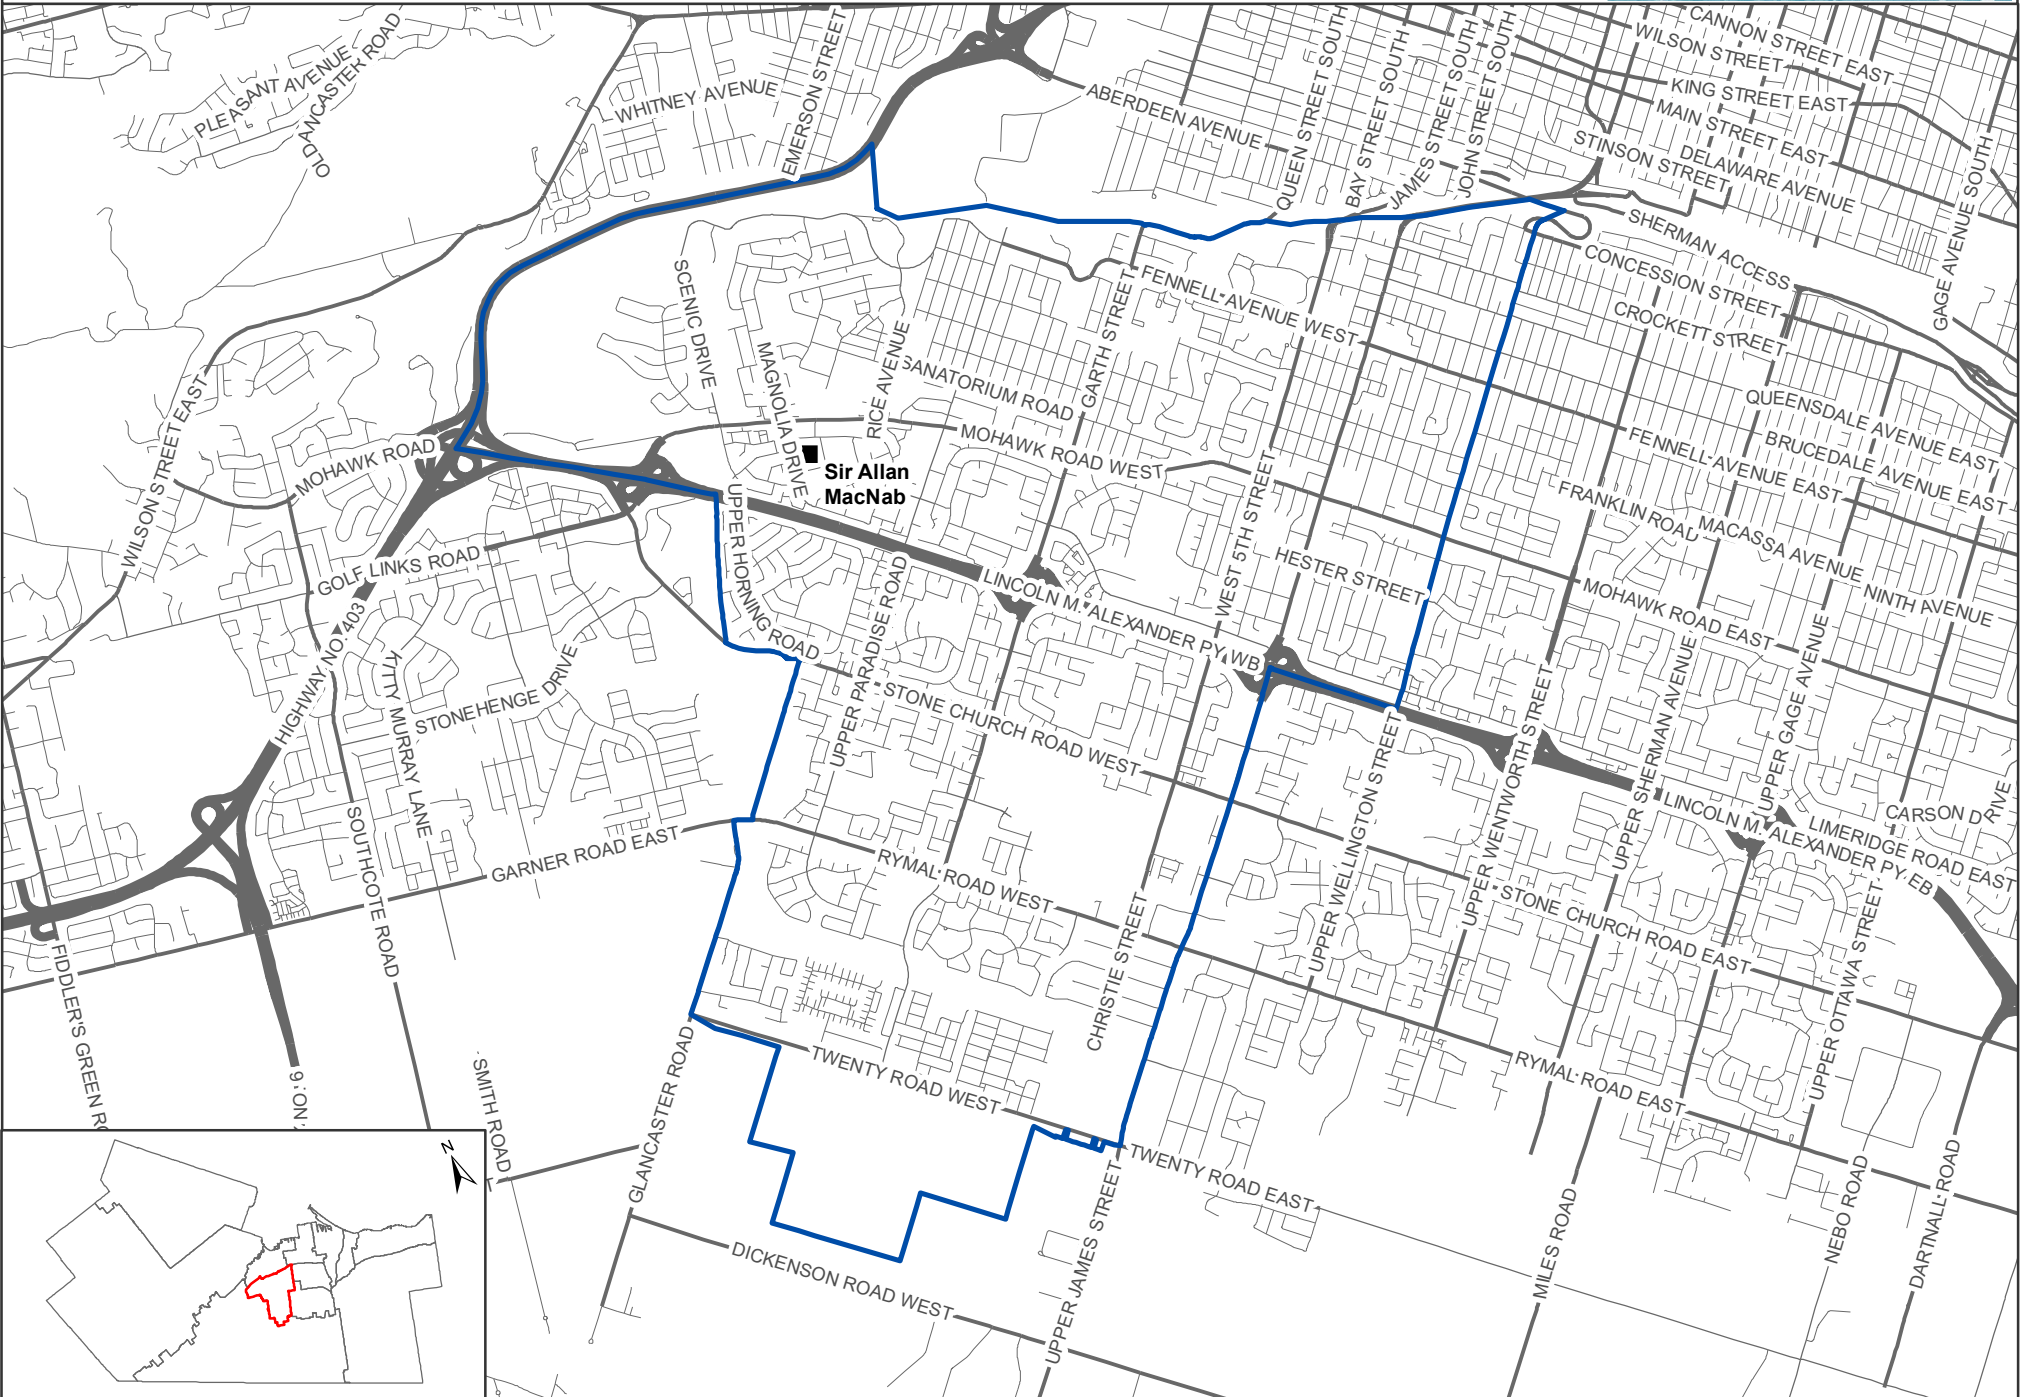 CANNON STREET EAST
WILSON STREET
KING STREET EAST
MAIN STREET EAST
STINSON STREET
DELAWARE AVENUE
PLEASANT AVENUE
OLD ANCASTER ROAD
WHITNEY AVENUE
EMERSON STREET
ABERDEEN AVENUE
QUEEN STREET SOUTH
BAY STREET SOUTH
JAMES STREET SOUTH
JOHN STREET SOUTH
GAGE AVENUE SOUTH
SHERMAN ACCESS
CONCESSION STREET
CROCKETT STREET
SCENIC DRIVE
MAGNOLIA DRIVE
RICE AVENUE
SANATORIUM ROAD
GARTH STREET
FENNELL AVENUE WEST
QUEENSDALE AVENUE EAST
BRUCEDALE AVENUE EAST
FENNELL AVENUE EAST
FRANKLIN ROAD
MACASSA AVENUE
NINTH AVENUE
WILSON STREET EAST
MOHAWK ROAD
MOHAWK ROAD WEST
Sir Allan
MacNab
UPPER HORNING ROAD
WEST 5TH STREET
HESTER STREET
MOHAWK ROAD EAST
GOLF LINKS ROAD
HIGHWAY NO. 403
KITTY MURRAY LANE
STONEHENGE DRIVE
UPPER PARADISE ROAD
LINCOLN M. ALEXANDER PY WB
STONE CHURCH ROAD WEST
UPPER WELLINGTON STREET
UPPER WENTWORTH STREET
UPPER SHERMAN AVENUE
UPPER GAGE AVENUE
LINCOLN M. ALEXANDER PY EB
LIMERIDGE ROAD EAST
CARSON DRIVE
SOUTHCOTE ROAD
GARNER ROAD EAST
RYMAL ROAD WEST
CHRISTIE STREET
STONE CHURCH ROAD EAST
UPPER OTTAWA STREET
FIDDLER'S GREEN RO
SMITH ROAD
GLANCASTER ROAD
TWENTY ROAD WEST
RYMAL ROAD EAST
TWENTY ROAD EAST
UPPER JAMES STREET
DICKENSON ROAD WEST
MILES ROAD
NEBO ROAD
DARTNALL ROAD
N